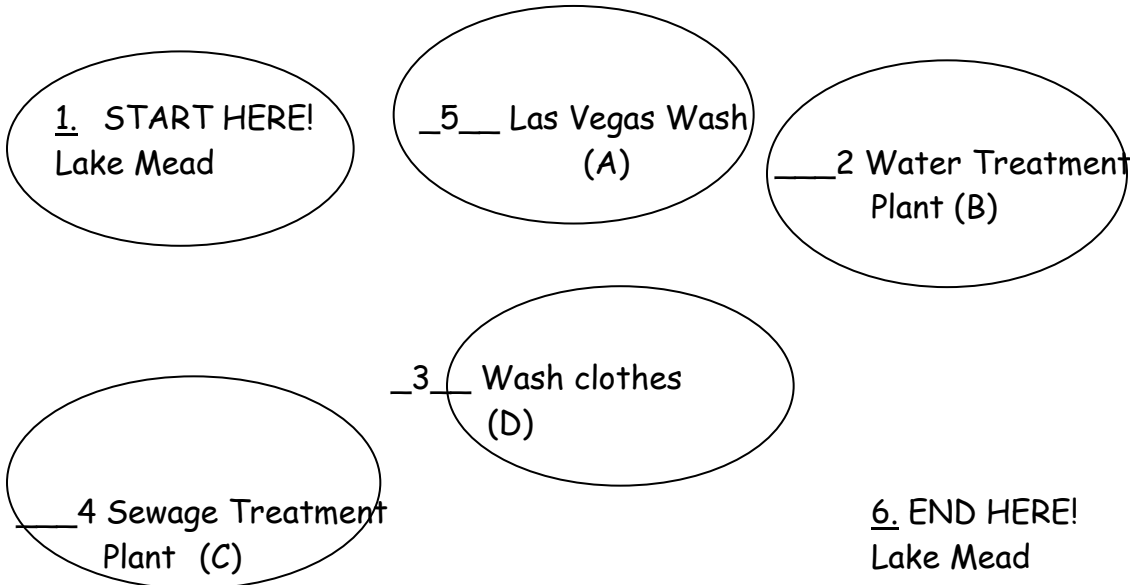 1. START HERE!
Lake Mead
_5__ Las Vegas Wash
(A)
___2 Water Treatment
Plant (B)
_3__ Wash clothes
(D)
___4 Sewage Treatment
Plant (C)
6. END HERE!
Lake Mead